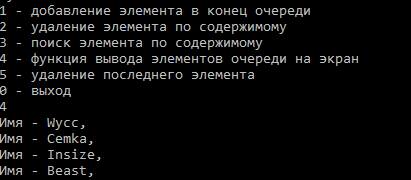 1 - добавление элемента в конец очереди
2 - удаление элемента по содержимому
3 - поиск элемента по содержимому
4 - функция вывода элементов очереди на экран
5 - удаление последнего элемента
0 - выход
4
Имя - Wycc,
Имя - Cemka,
Имя - Insize,
Имя - Beast,